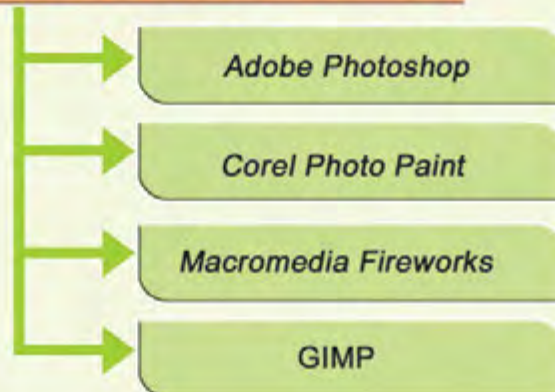 Adobe Photoshop
Corel Photo Paint
Macromedia Fireworks
GIMP